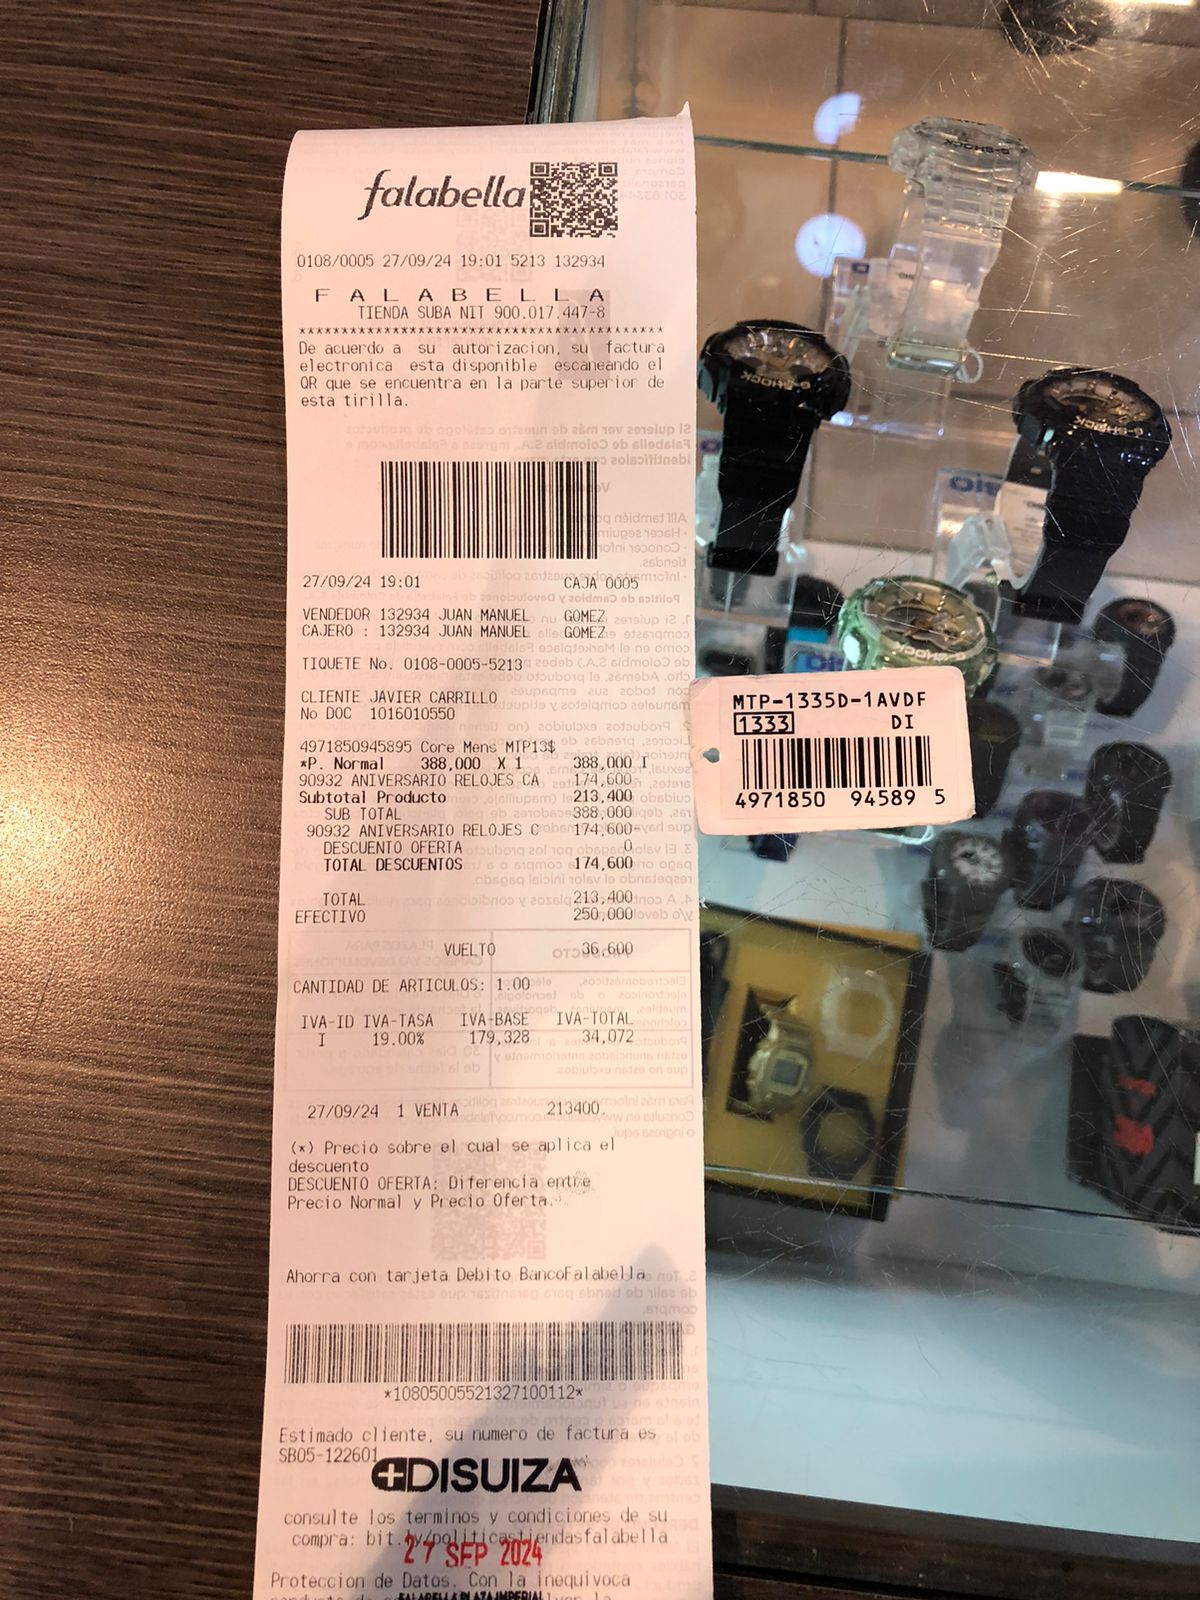 falabella
0108/0005 27/09/24 19:01 5213 132934
F A L A B E L L A
TIENDA SUBA NIT 900.017.447-8
****************************************
De acuerdo a su autorizacion, su factura
electronica esta disponible escaneando el
QR que se encuentra en la parte superior de
esta tirilla.
27/09/24 19:01 CAJA 0005
VENDEDOR 132934 JUAN MANUEL GOMEZ
CAJERO : 132934 JUAN MANUEL GOMEZ
TIQUETE No. 0108-0005-5213
CLIENTE JAVIER CARRILLO
No DOC 1016010550
4971850945895 Core Mens MTP13$
*P. Normal 388,000 X 1 388,000 I
90932 ANIVERSARIO RELOJES CA 174,600-
Subtotal Producto 213,400
SUB TOTAL 388,000
90932 ANIVERSARIO RELOJES C 174,600-
DESCUENTO OFERTA 0
TOTAL DESCUENTOS 174,600
TOTAL 213,400
EFECTIVO 250,000
VUELTO 36,600
CANTIDAD DE ARTICULOS: 1.00
IVA-ID IVA-TASA IVA-BASE IVA-TOTAL
I 19.00% 179,328 34,072
27/09/24 1 VENTA 213400
(*) Precio sobre el cual se aplica el
descuento
DESCUENTO OFERTA: Diferencia entre
Precio Normal y Precio Oferta.
Ahorra con tarjeta Debito BancoFalabella
*10805005521327100112*
Estimado cliente, su numero de factura es
SB05-122601
DISUIZA
consulte los terminos y condiciones de su
compra: bit.ly/politicastiendasfalabella
27 SEP 2024
Proteccion de Datos. Con la inequivoca
FALABELLA PLAZA IMPERIAL
MTP-1335D-1AVDF
1333 DI
4971850 94589 5
G-SHOCK
G-SHOCK
G-SHOCK
G-SHOCK